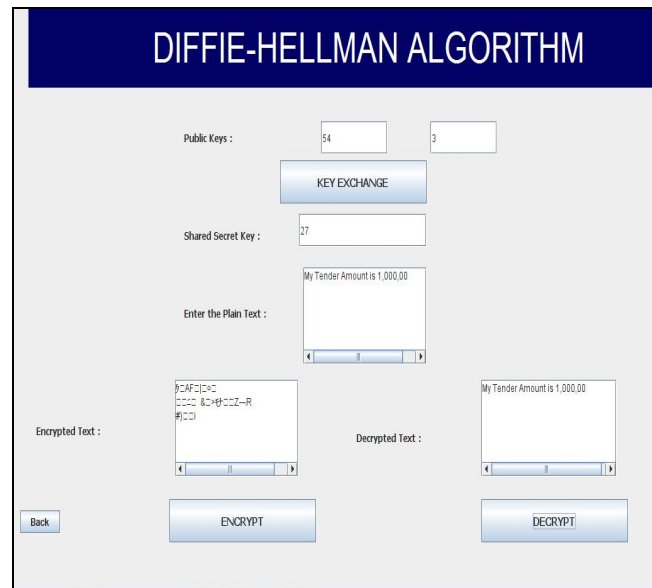 DIFFIE-HELLMAN ALGORITHM
Public Keys :
54
3
KEY EXCHANGE
Shared Secret Key :
27
Enter the Plain Text :
My Tender Amount is 1,000,00
Encrypted Text :
Decrypted Text :
My Tender Amount is 1,000,00
Back
ENCRYPT
DECRYPT